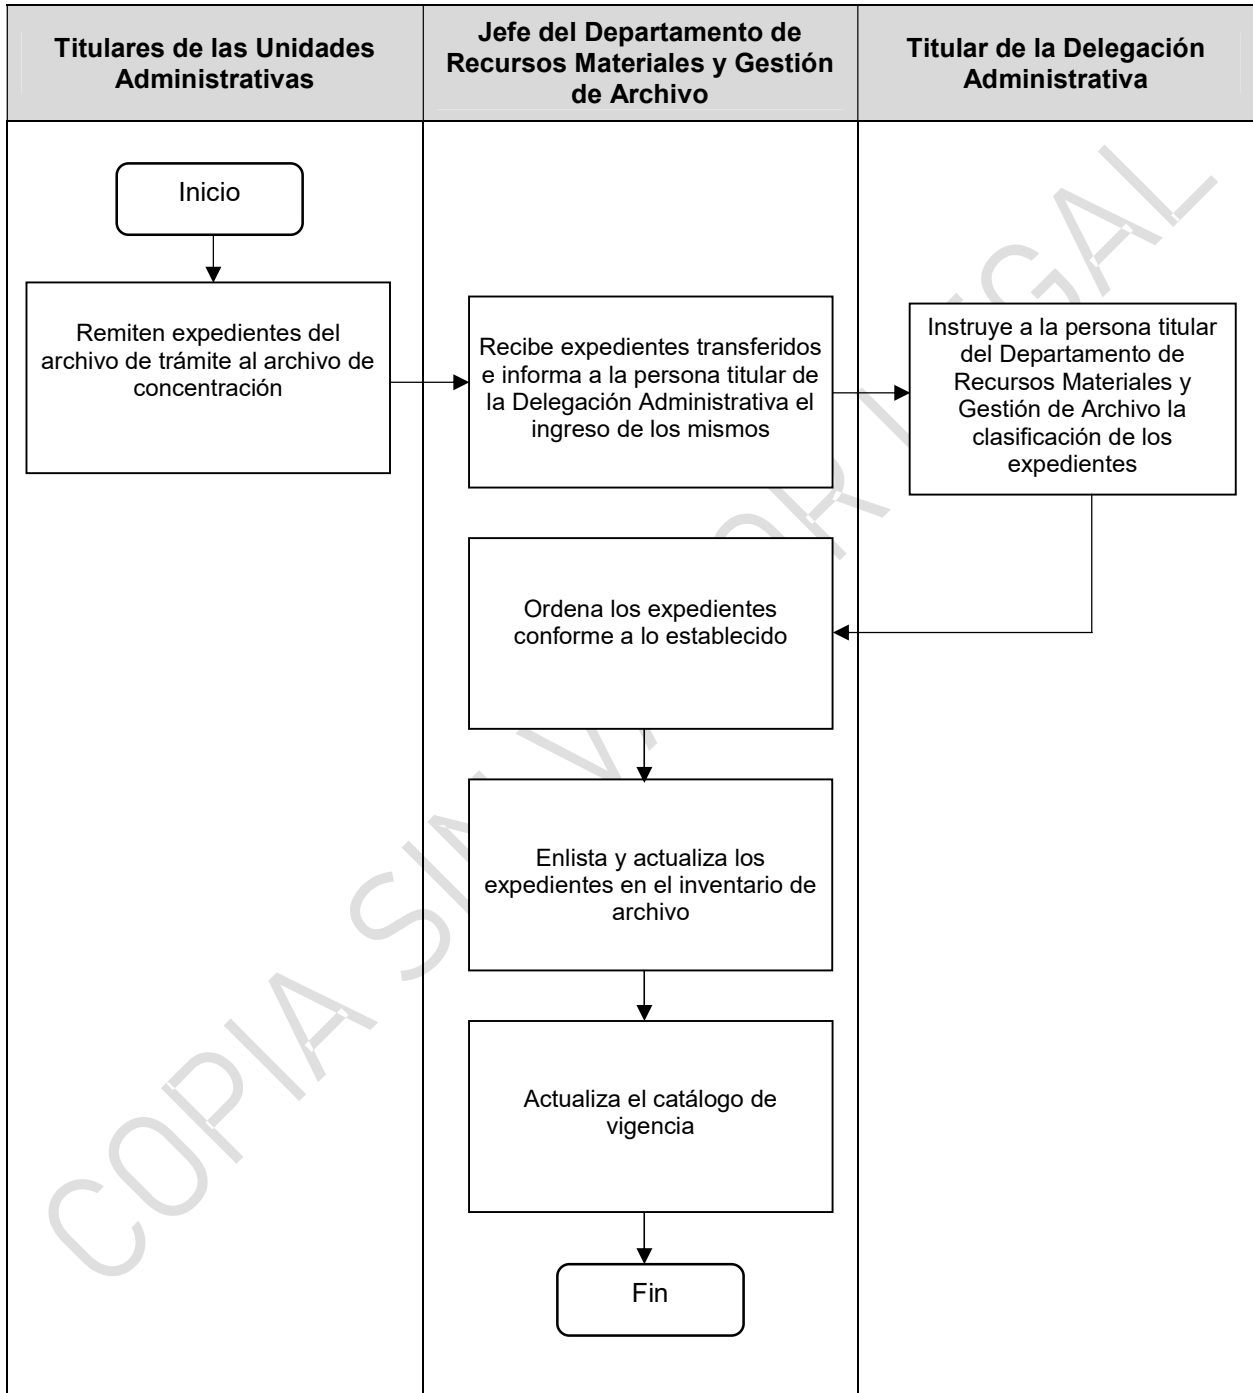 Titulares de las Unidades
Administrativas
Jefe del Departamento de
Recursos Materiales y Gestión
de Archivo
Titular de la Delegación
Administrativa
Inicio
Remiten expedientes del
archivo de trámite al archivo de
concentración
Recibe expedientes transferidos
e informa a la persona titular de
la Delegación Administrativa el
ingreso de los mismos
Instruye a la persona titular
del Departamento de
Recursos Materiales y
Gestión de Archivo la
clasificación de los
expedientes
Ordena los expedientes
conforme a lo establecido
Enlista y actualiza los
expedientes en el inventario de
archivo
Actualiza el catálogo de
vigencia
Fin
COPIA SIN VALOR LEGAL